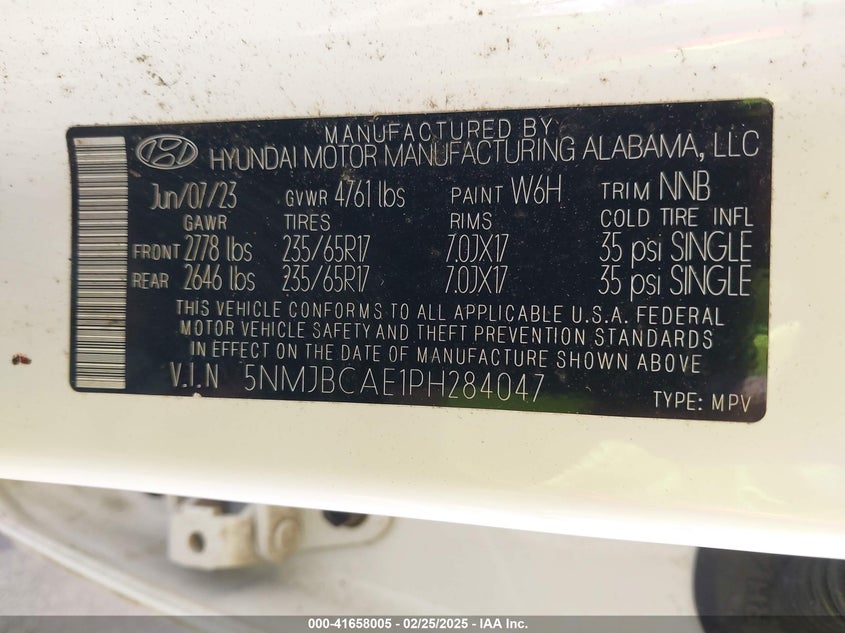 MANUFACTURED BY
HYUNDAI MOTOR MANUFACTURING ALABAMA, LLC
Jun/07/23 GVWR 4761 lbs PAINT W6H TRIM NNB
GAWR TIRES RIMS COLD TIRE INFL
FRONT 2778 lbs 235/65R17 7.0JX17 35 psi SINGLE
REAR 2646 lbs 235/65R17 7.0JX17 35 psi SINGLE
THIS VEHICLE CONFORMS TO ALL APPLICABLE U.S.A. FEDERAL
MOTOR VEHICLE SAFETY AND THEFT PREVENTION STANDARDS
IN EFFECT ON THE DATE OF MANUFACTURE SHOWN ABOVE
V.I.N 5NMJBCAE1PH284047
TYPE: MPV
000-41658005 - 02/25/2025 - IAA Inc.